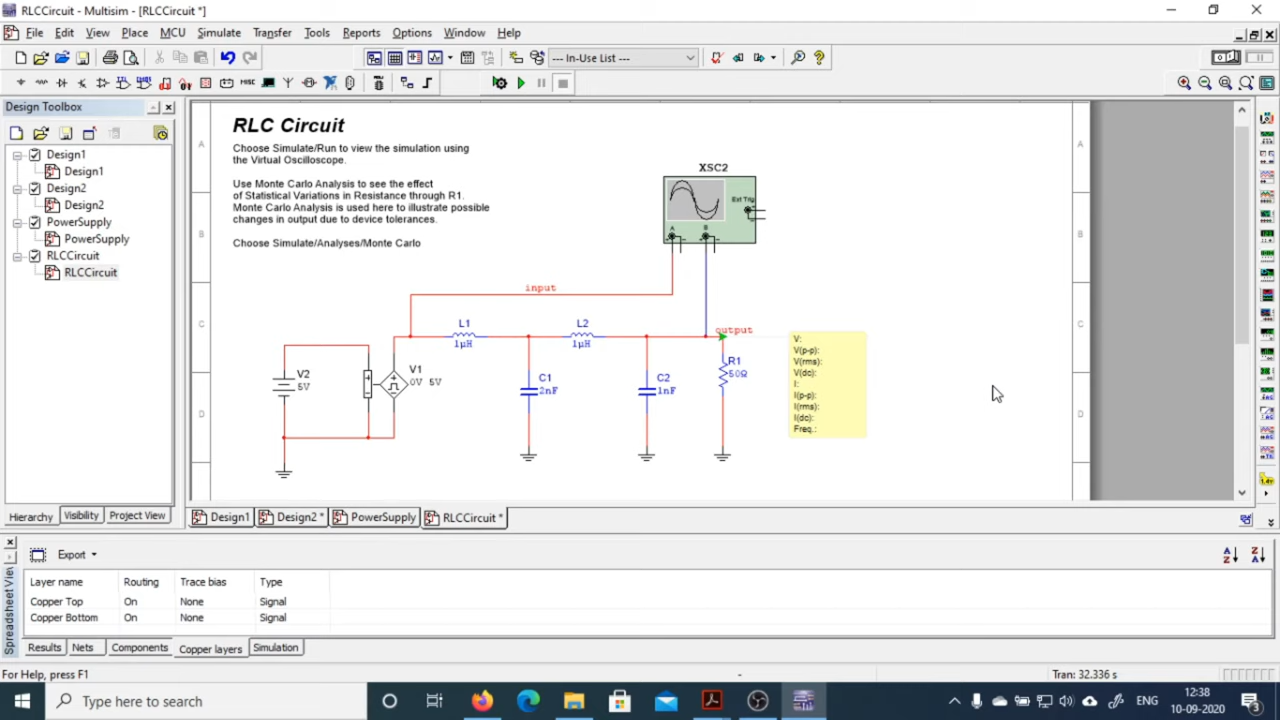 RLCCircuit - Multisim - [RLCCircuit *]
File Edit View Place MCU Simulate Transfer Tools Reports Options Window Help
--- In-Use List ---
Design Toolbox
Design1
Design1
Design2
Design2
PowerSupply
PowerSupply
RLCCircuit
RLCCircuit
Hierarchy Visibility Project View
RLC Circuit
Choose Simulate/Run to view the simulation using
the Virtual Oscilloscope.
Use Monte Carlo Analysis to see the effect
of Statistical Variations in Resistance through R1.
Monte Carlo Analysis is used here to illustrate possible
changes in output due to device tolerances.
Choose Simulate/Analyses/Monte Carlo
XSC2
Ext Trig
A B
input
output
L1
1µH
L2
1µH
V2
5V
V1
0V 5V
C1
2nF
C2
1nF
R1
50Ω
V:
V(p-p):
V(rms):
V(dc):
I:
I(p-p):
I(rms):
I(dc):
Freq.:
A
B
C
D
A
B
C
D
Design1 Design2 * PowerSupply RLCCircuit *
Spreadsheet View
Export
Layer name Routing Trace bias Type
Copper Top On None Signal
Copper Bottom On None Signal
Results Nets Components Copper layers Simulation
For Help, press F1
-
Tran: 32.336 s
Type here to search
ENG
12:38
10-09-2020
3